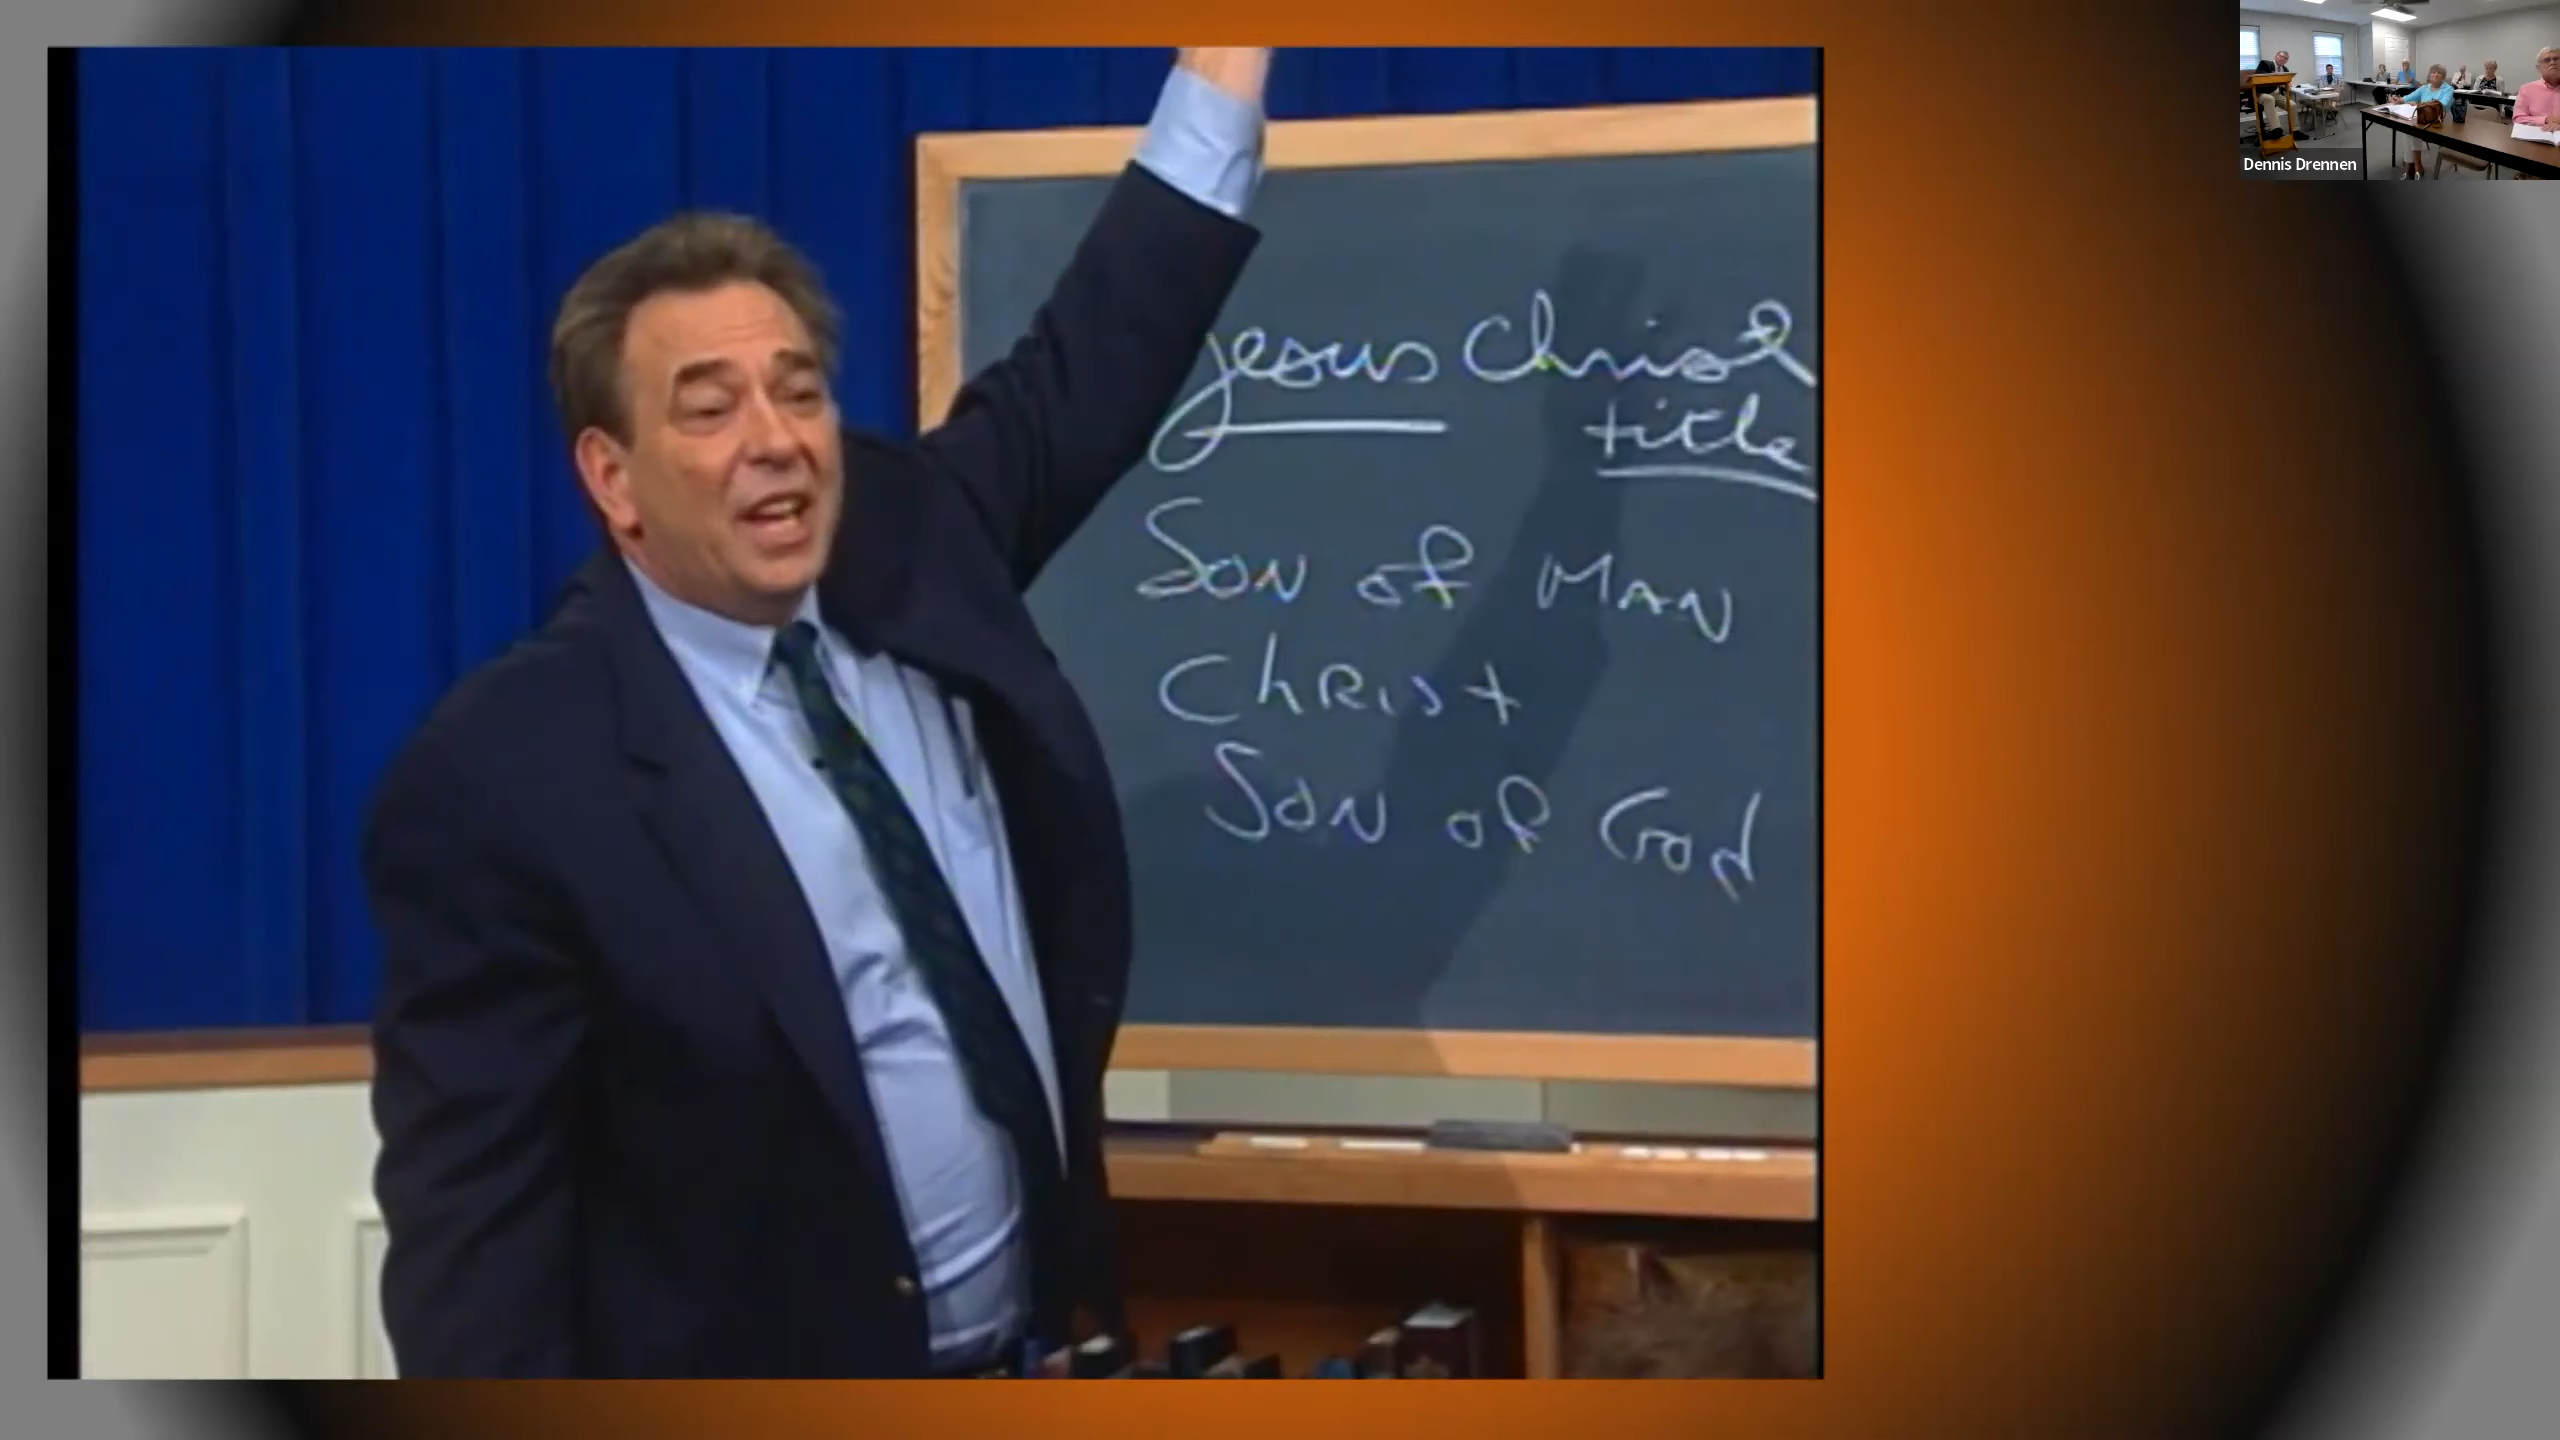 Jesus Christ
title
Son of MAN
ChRist
Son of God
Dennis Drennen